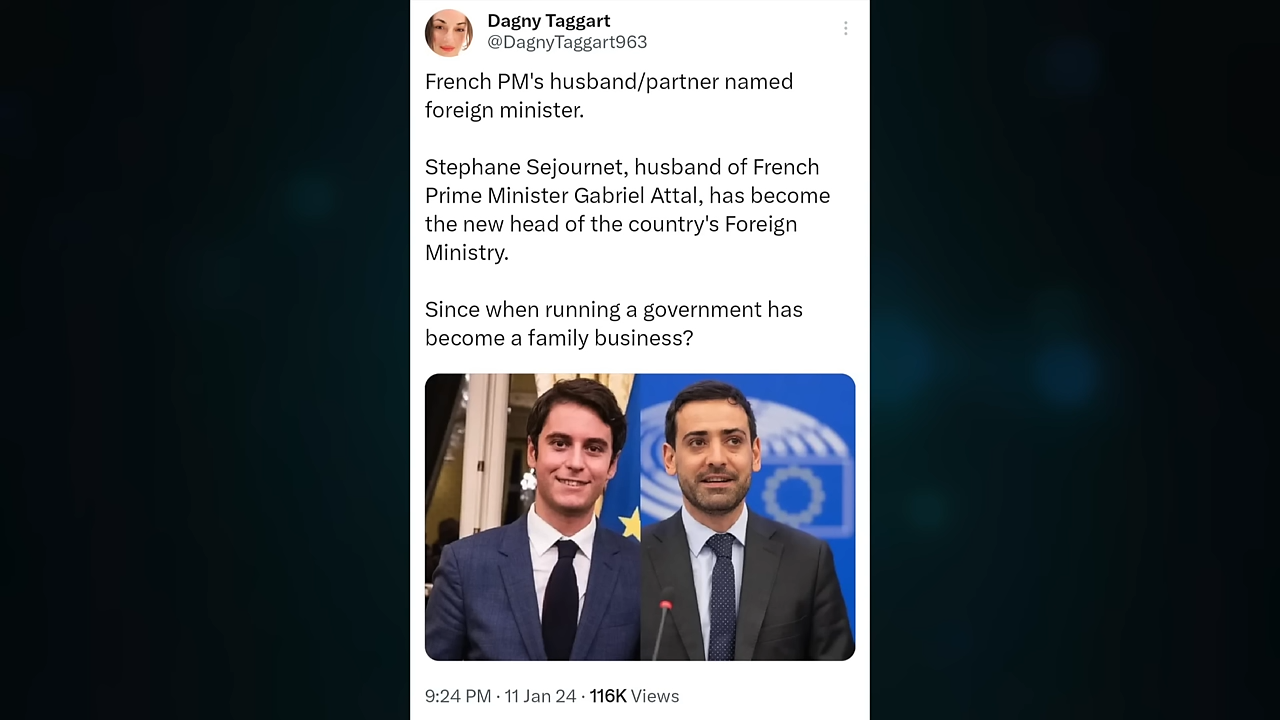 Dagny Taggart
@DagnyTaggart963
French PM's husband/partner named
foreign minister.
Stephane Sejournet, husband of French
Prime Minister Gabriel Attal, has become
the new head of the country's Foreign
Ministry.
Since when running a government has
become a family business?
9:24 PM · 11 Jan 24 · 116K Views